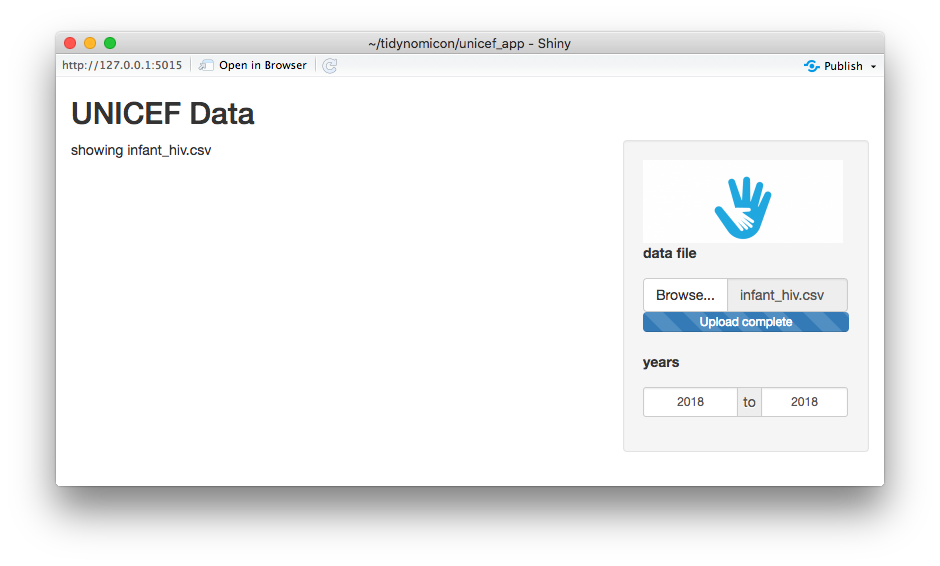 ~/tidynomicon/unicef_app - Shiny
http://127.0.0.1:5015 Open in Browser Publish
UNICEF Data
showing infant_hiv.csv
data file
Browse... infant_hiv.csv
Upload complete
years
2018 to 2018